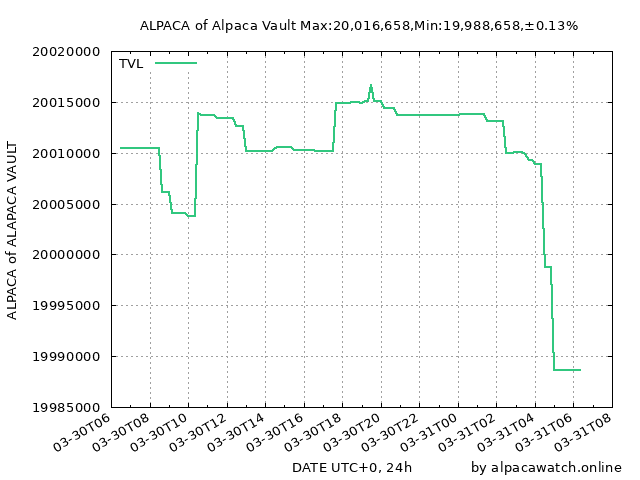 ALPACA of Alpaca Vault Max:20,016,658,Min:19,988,658,±0.13%
TVL
ALPACA of ALAPACA VAULT
20020000
20015000
20010000
20005000
20000000
19995000
19990000
19985000
03-30T06
03-30T08
03-30T10
03-30T12
03-30T14
03-30T16
03-30T18
03-30T20
03-30T22
03-31T00
03-31T02
03-31T04
03-31T06
03-31T08
DATE UTC+0, 24h
by alpacawatch.online